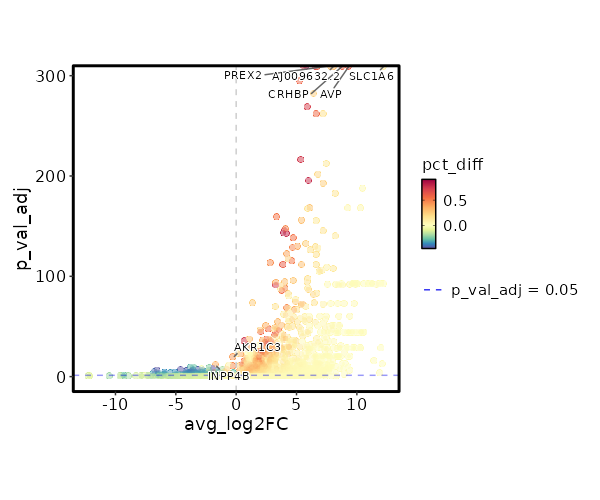 PREX2 AJ009632.2 SLC1A6
CRHBP AVP
AKR1C3
INPP4B
300
200
100
0
p_val_adj
-10 -5 0 5 10
avg_log2FC
pct_diff
0.5
0.0
p_val_adj = 0.05